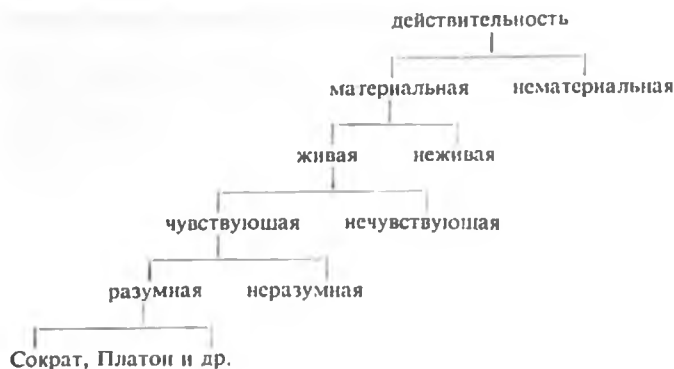 действительность
материальная нематериальная
живая неживая
чувствующая нечувствующая
разумная неразумная
Сократ, Платон и др.